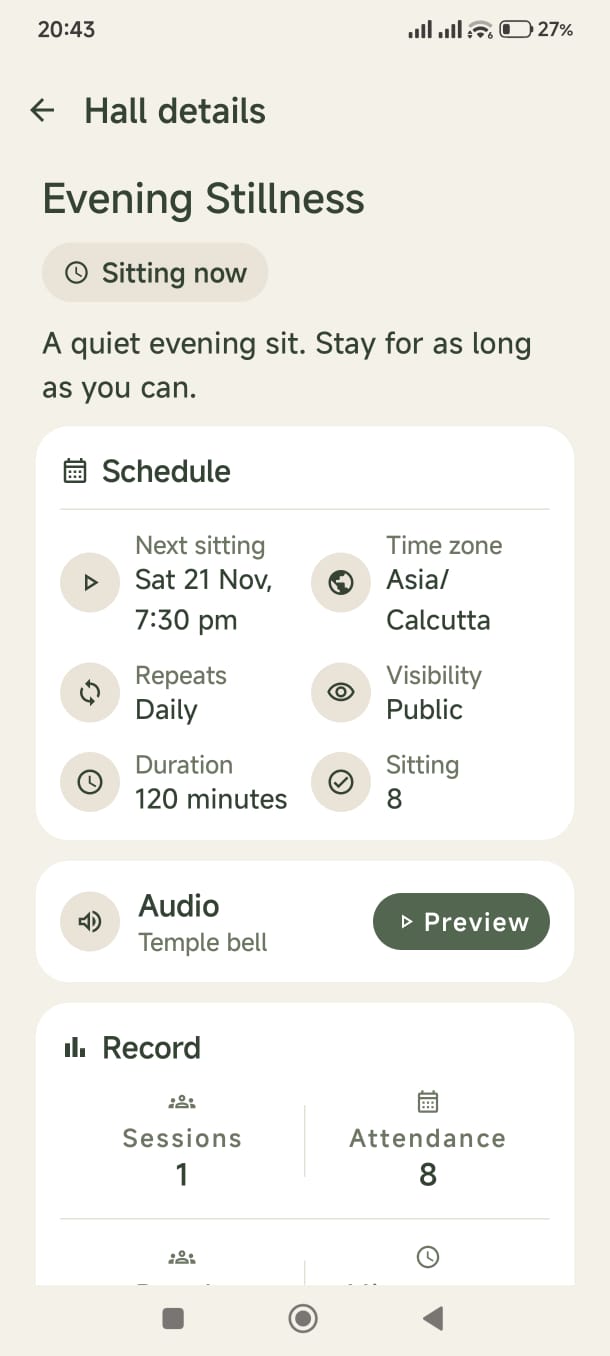 20:43
27%
Hall details
Evening Stillness
Sitting now
A quiet evening sit. Stay for as long
as you can.
Schedule
Next sitting
Sat 21 Nov,
7:30 pm
Time zone
Asia/
Calcutta
Repeats
Daily
Visibility
Public
Duration
120 minutes
Sitting
8
Audio
Temple bell
Preview
Record
Sessions
1
Attendance
8